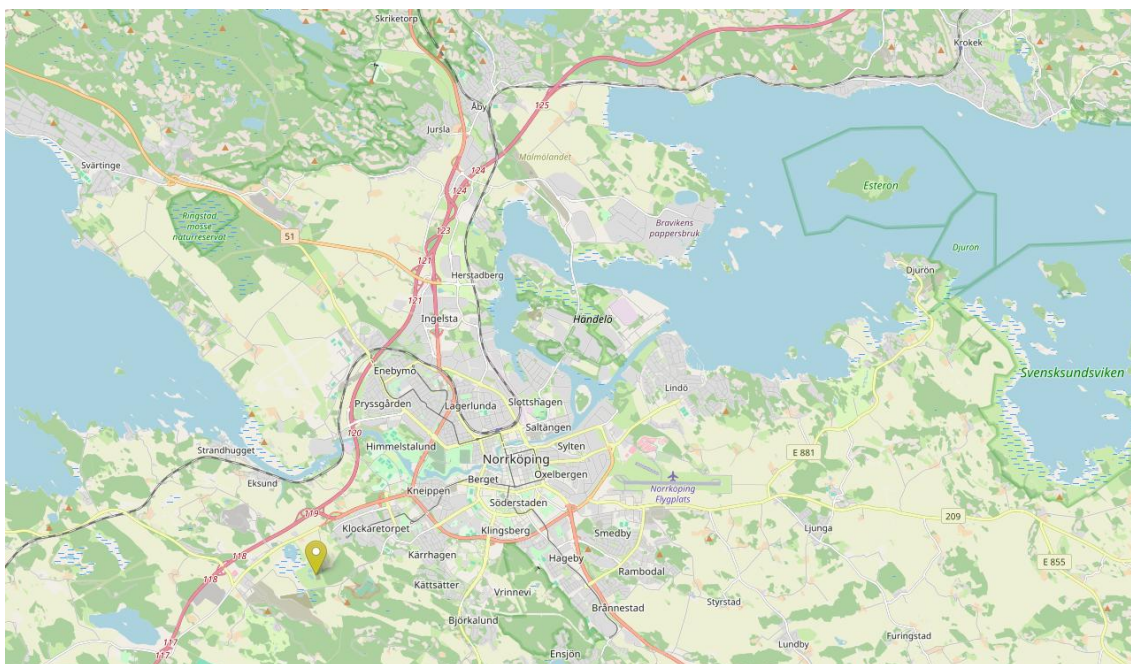 Skriketorp
Krokek
Åby
125
Jursla
Malmölandet
Svärtinge
124
124
Esterön
Ringstad
mosse
naturreservat
51
123
Bråvikens
pappersbruk
Djurön
121
Herstadberg
Djurön
121
Ingelsta
Händelö
Enebymo
Svensksundsviken
Lindö
Pryssgården
Lagerlunda
Slottshagen
120
Saltängen
Strandhugget
Himmelstalund
Sylten
E 881
Norrköping
Eksund
Kneippen
Berget
Oxelbergen
Norrköping
Flygplats
Söderstaden
119
209
Klockaretorpet
Klingsberg
Smedby
Ljunga
118
Kärrhagen
Hageby
E 855
118
Kättsätter
Rambodal
Vrinnevi
Styrstad
Brånnestad
Björkalund
Furingstad
117
Lundby
117
Ensjön